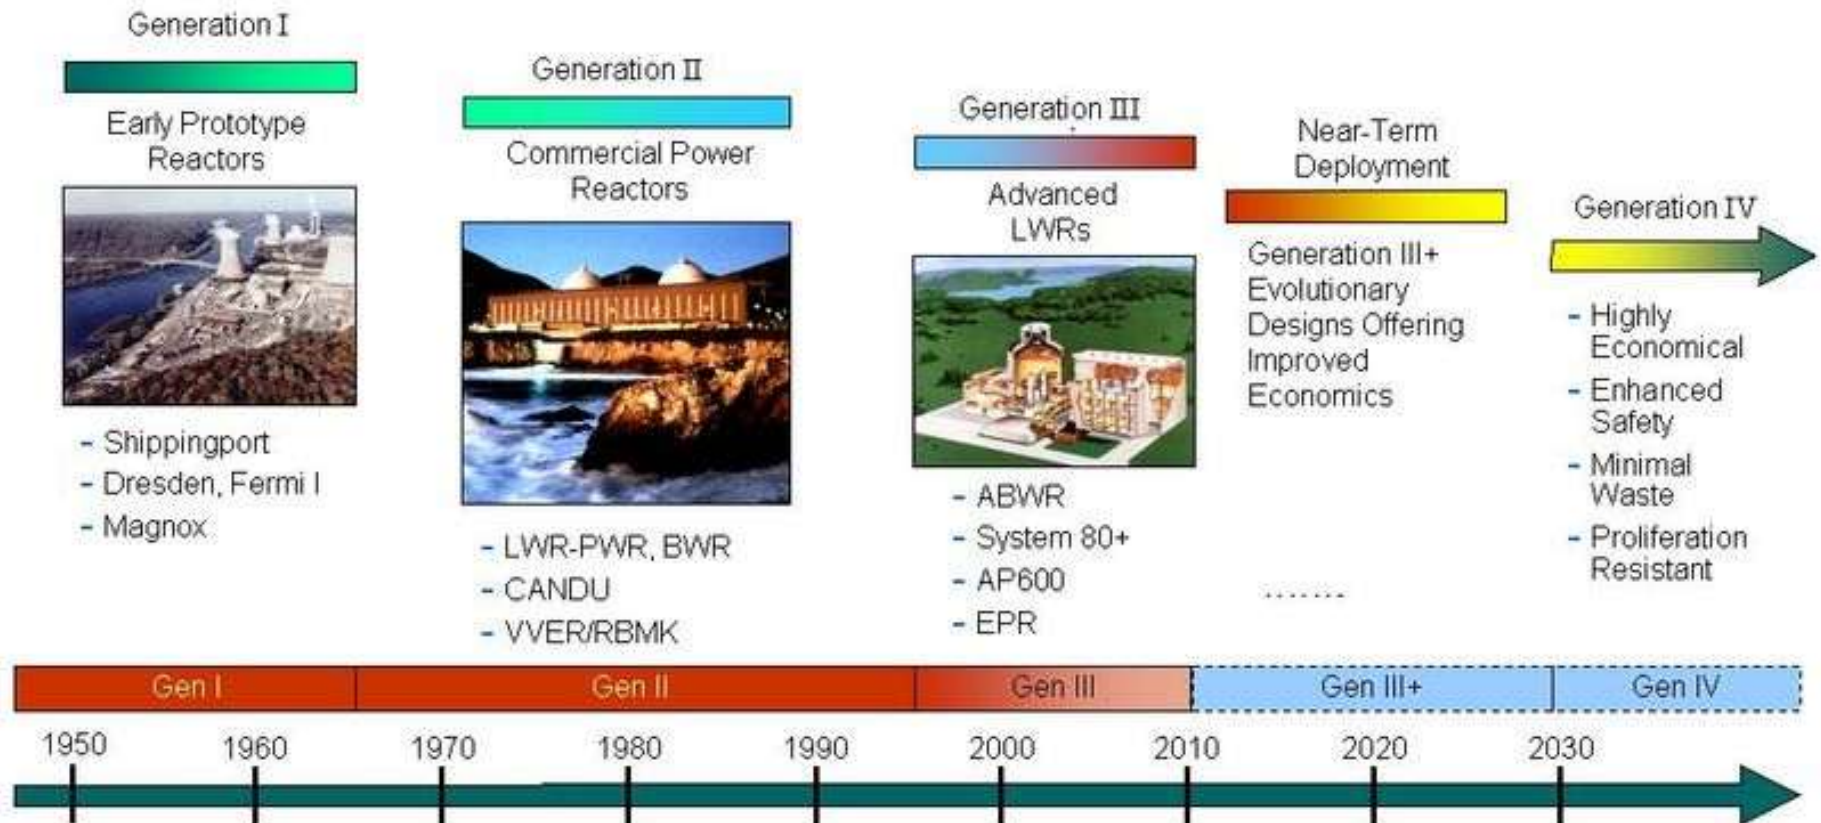 Generation I
Early Prototype
Reactors
- Shippingport
- Dresden, Fermi I
- Magnox
Generation II
Commercial Power
Reactors
- LWR-PWR, BWR
- CANDU
- VVER/RBMK
Generation III
Advanced
LWRs
- ABWR
- System 80+
- AP600
- EPR
Near-Term
Deployment
Generation III+
Evolutionary
Designs Offering
Improved
Economics
.......
Generation IV
- Highly
Economical
- Enhanced
Safety
- Minimal
Waste
- Proliferation
Resistant
Gen I Gen II Gen III Gen III+ Gen IV
1950 1960 1970 1980 1990 2000 2010 2020 2030